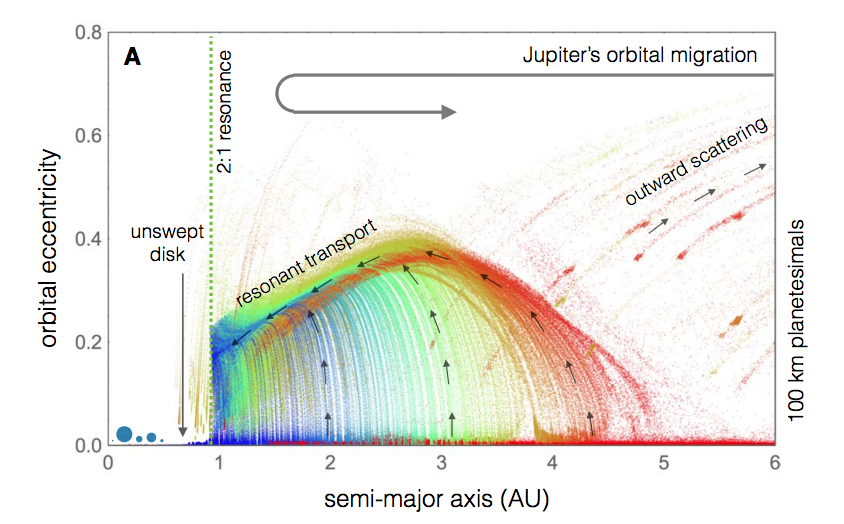 A
Jupiter's orbital migration
2:1 resonance
outward scattering
unswept
disk
resonant transport
orbital eccentricity
100 km planetesimals
0.8
0.6
0.4
0.2
0.0
0 1 2 3 4 5 6
semi-major axis (AU)